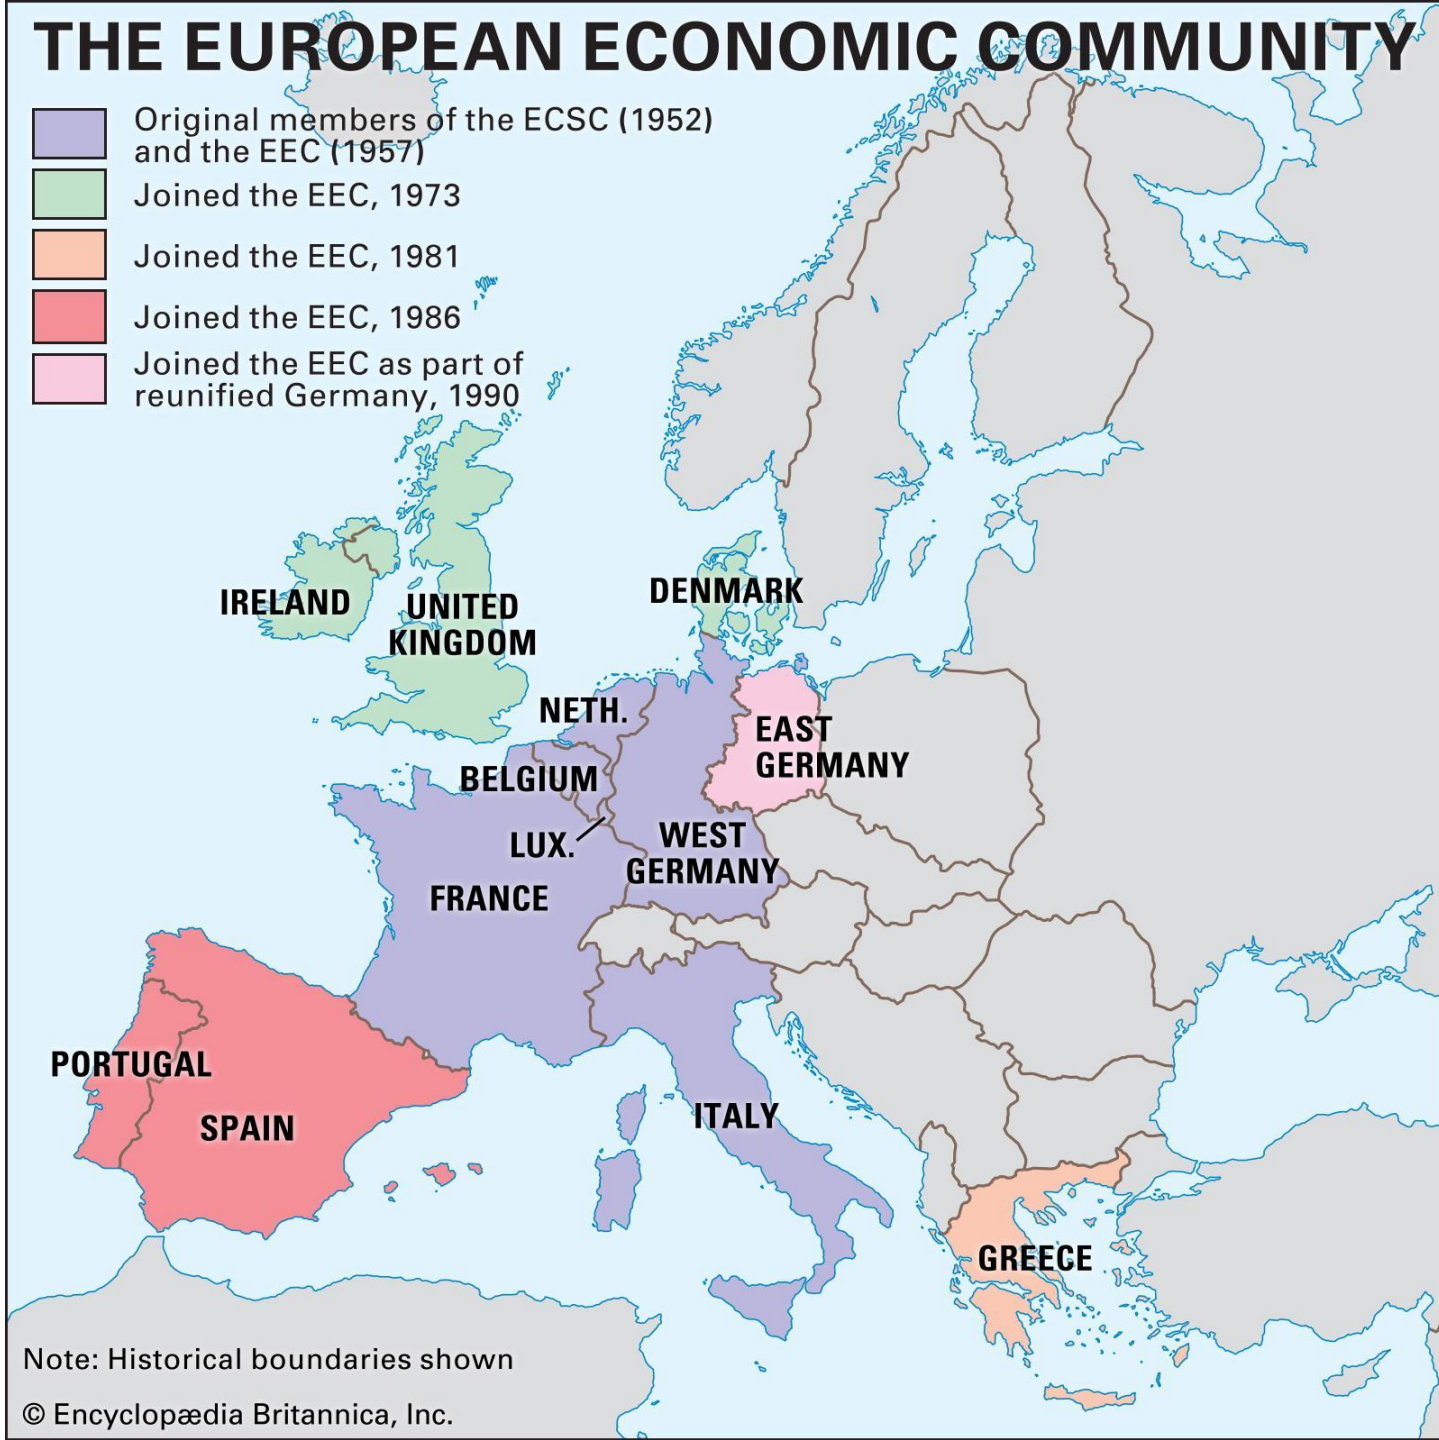 THE EUROPEAN ECONOMIC COMMUNITY
Original members of the ECSC (1952)
and the EEC (1957)
Joined the EEC, 1973
Joined the EEC, 1981
Joined the EEC, 1986
Joined the EEC as part of
reunified Germany, 1990
IRELAND
UNITED
KINGDOM
DENMARK
NETH.
EAST
GERMANY
BELGIUM
LUX.
WEST
GERMANY
FRANCE
PORTUGAL
SPAIN
ITALY
GREECE
Note: Historical boundaries shown
© Encyclopædia Britannica, Inc.